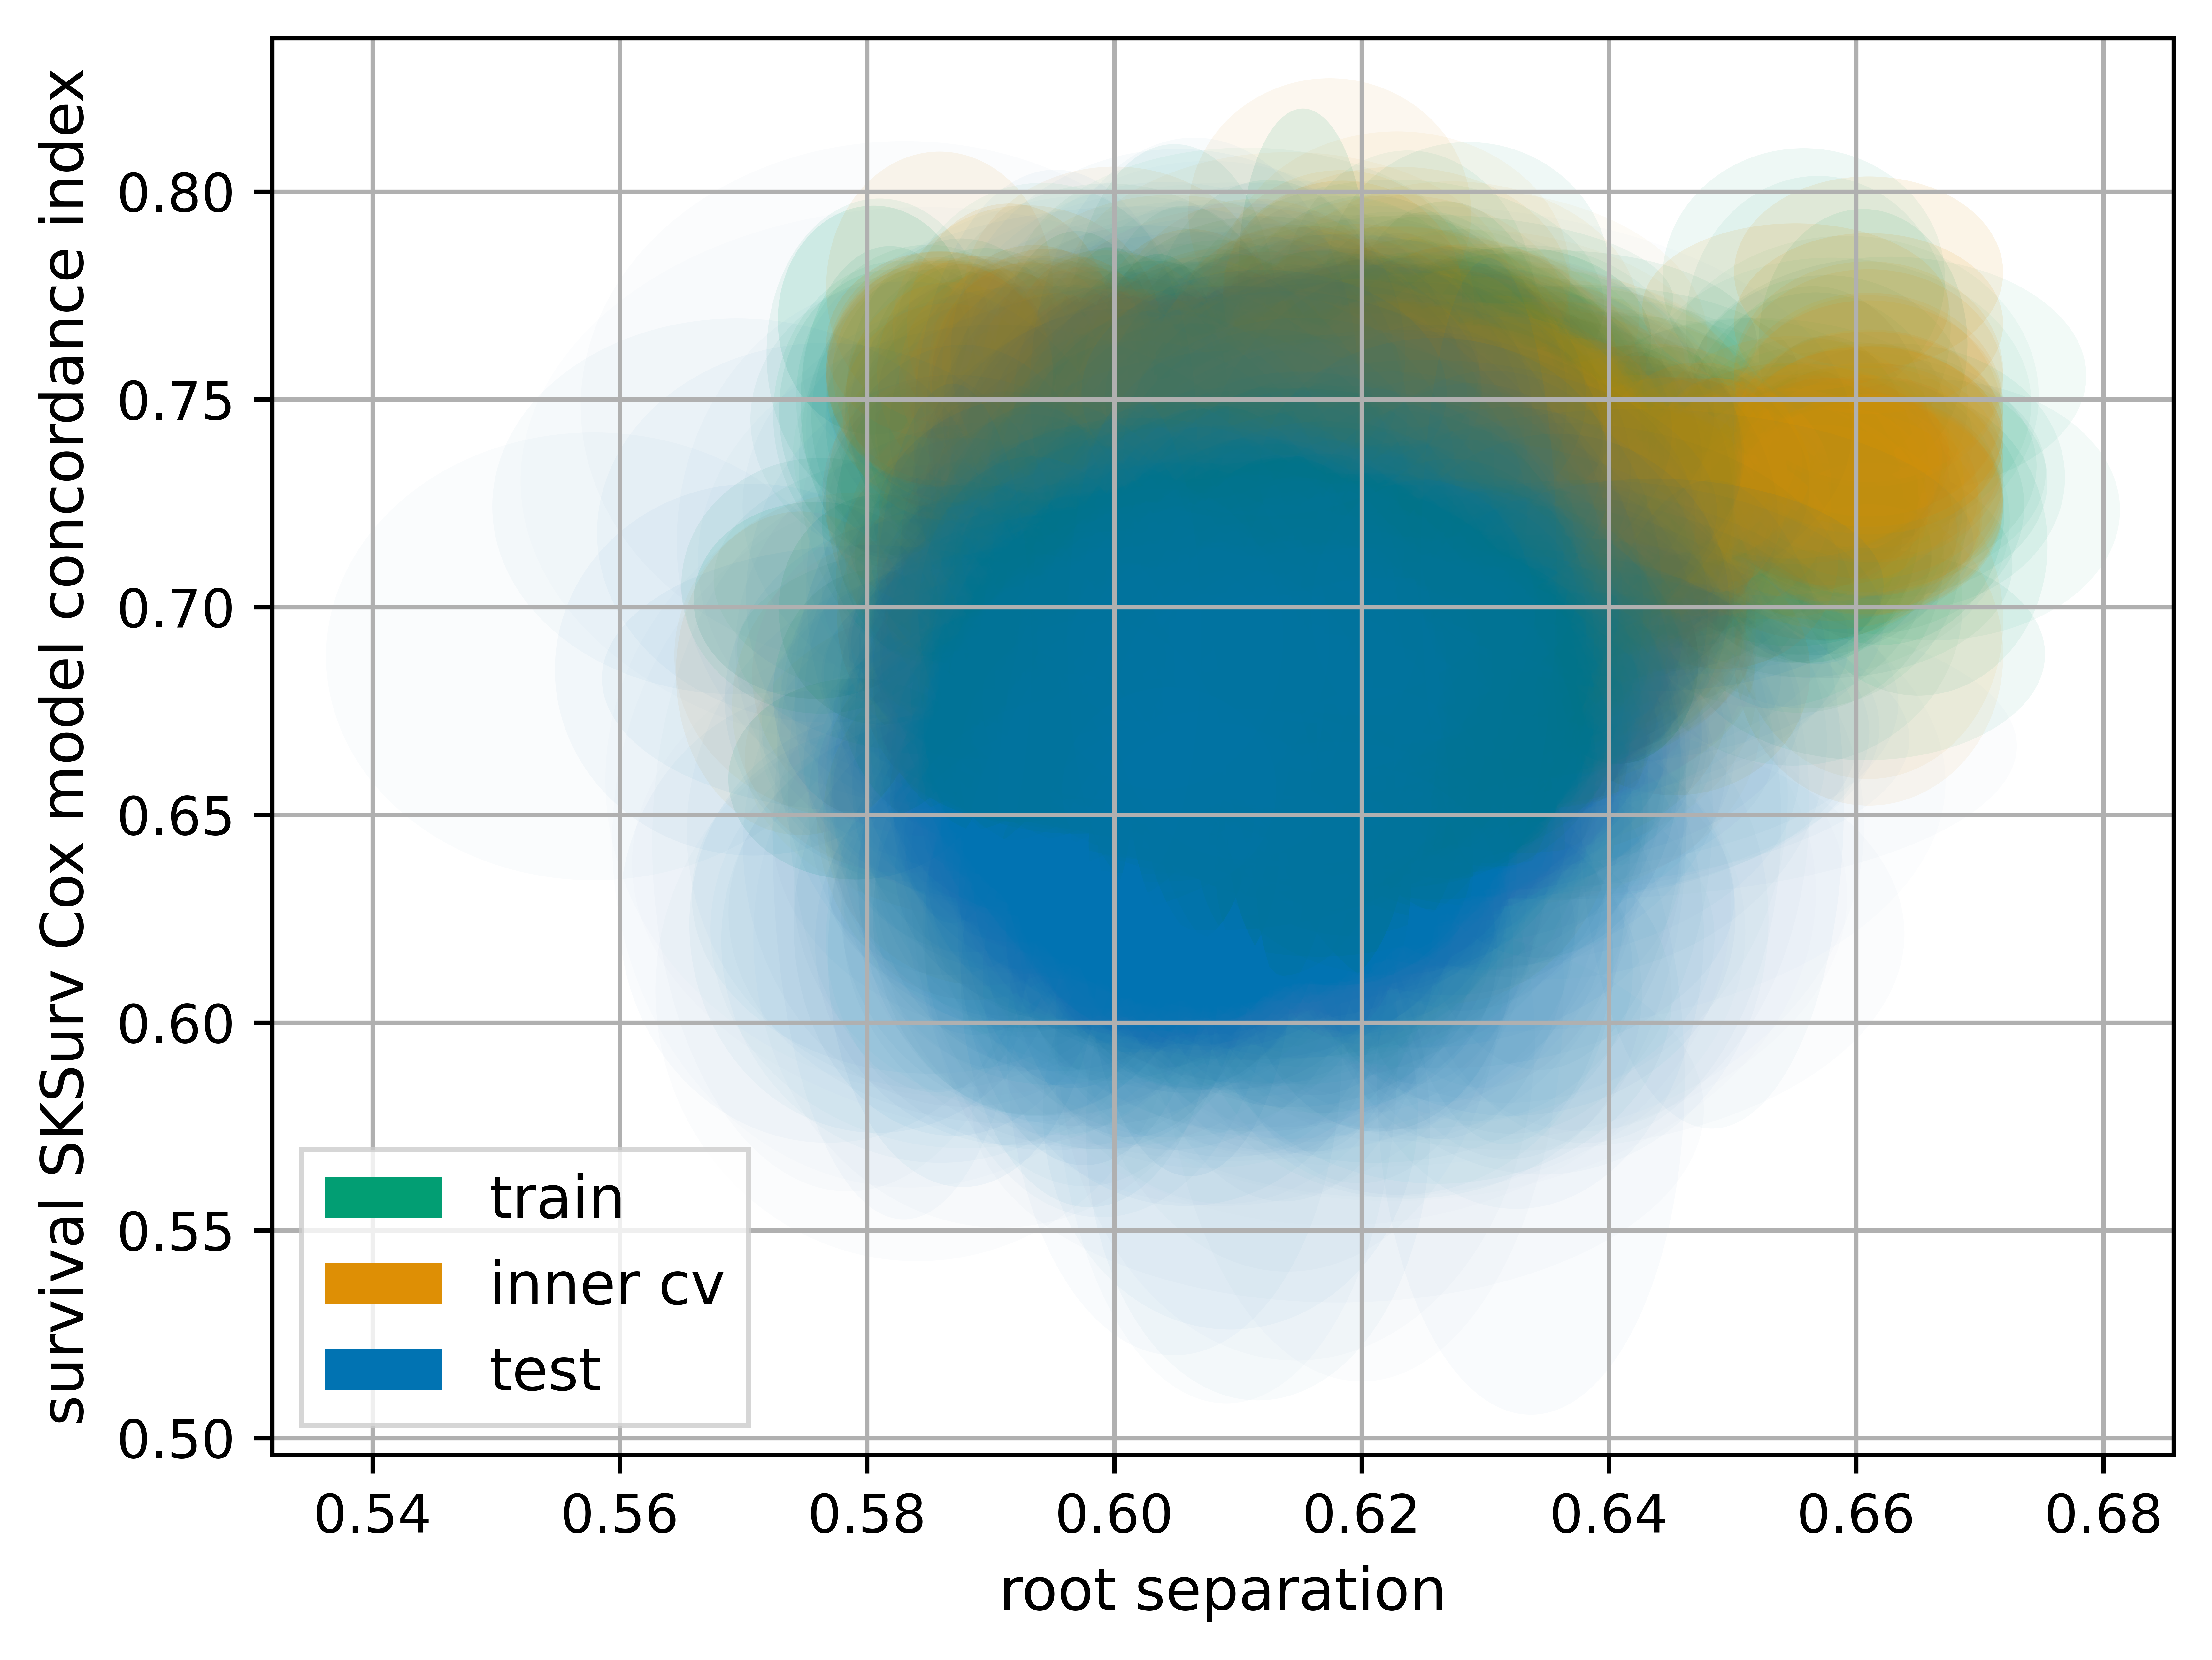 survival SKSurv Cox model concordance index
0.80
0.75
0.70
0.65
0.60
0.55
0.50
train
inner cv
test
0.54 0.56 0.58 0.60 0.62 0.64 0.66 0.68
root separation